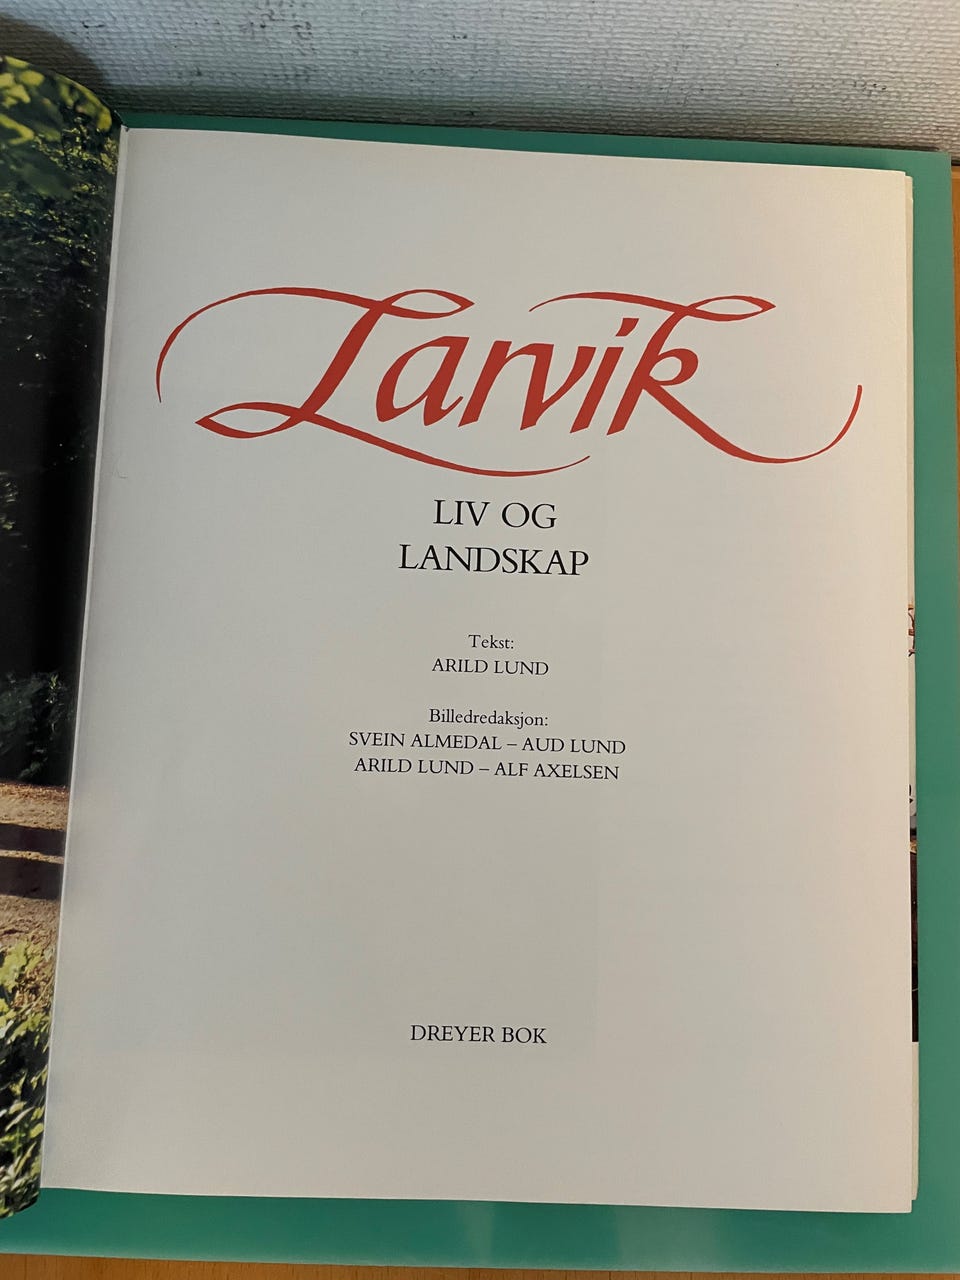 Larvik
LIV OG
LANDSKAP
Tekst:
ARILD LUND
Billedredaksjon:
SVEIN ALMEDAL – AUD LUND
ARILD LUND – ALF AXELSEN
DREYER BOK